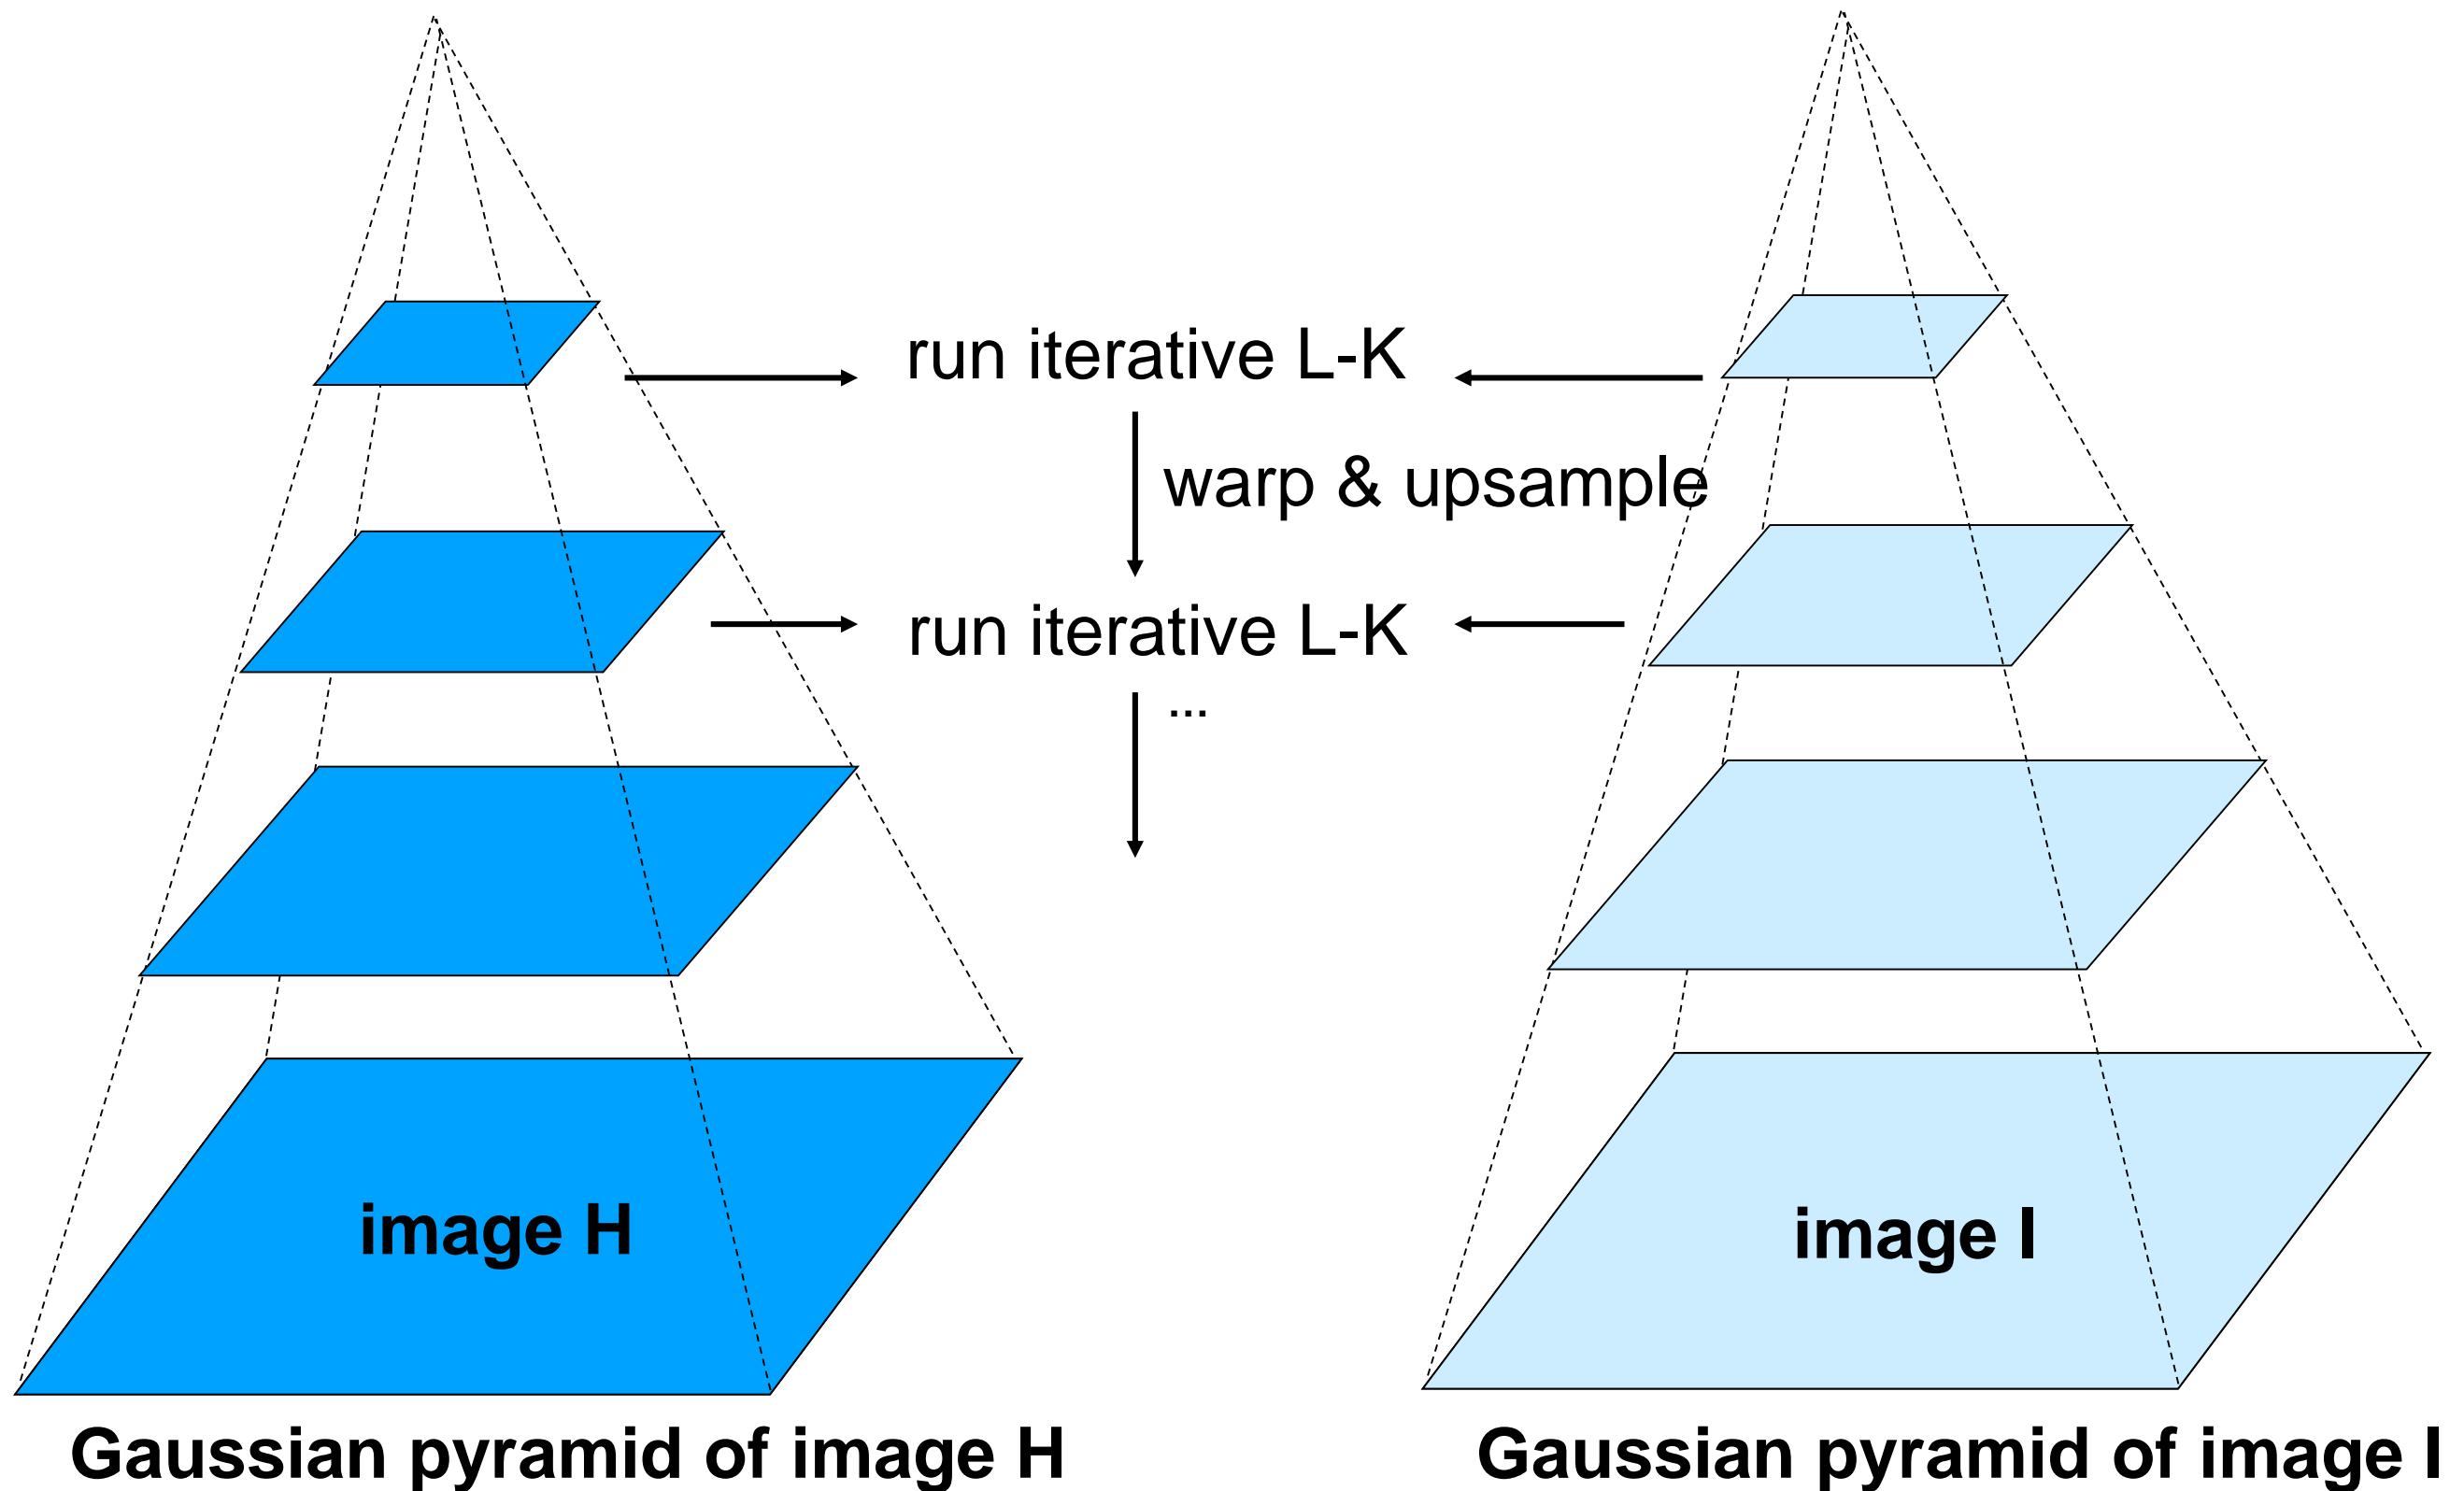 run iterative L-K
warp & upsample
run iterative L-K
...
image H
image I
Gaussian pyramid of image H
Gaussian pyramid of image I